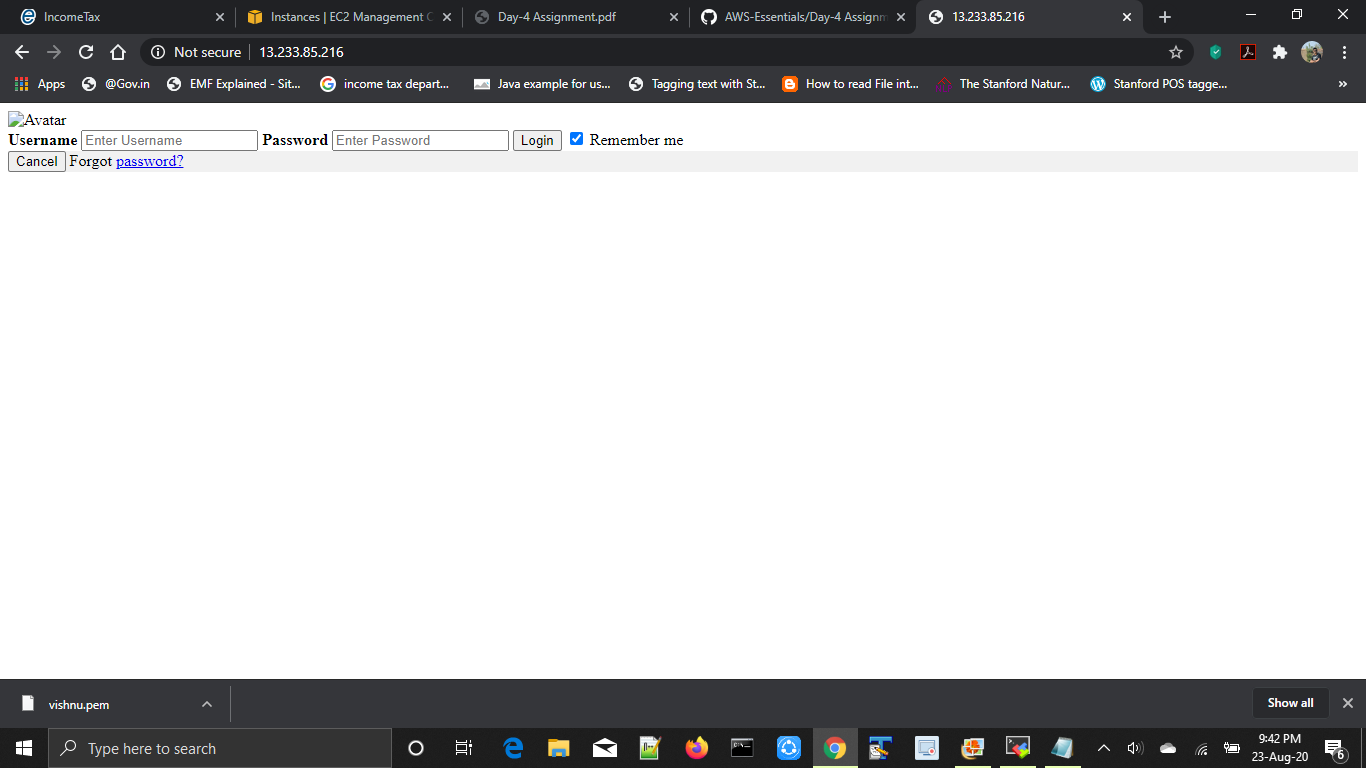 IncomeTax
Instances | EC2 Management C
Day-4 Assignment.pdf
AWS-Essentials/Day-4 Assignm
13.233.85.216
Not secure 13.233.85.216
Apps @Gov.in EMF Explained - Sit... income tax depart... Java example for us... Tagging text with St... How to read File int... The Stanford Natur... Stanford POS tagge... »
Avatar
Username Enter Username Password Enter Password Login Remember me
Cancel Forgot password?
vishnu.pem
Show all
Type here to search
9:42 PM
23-Aug-20
6